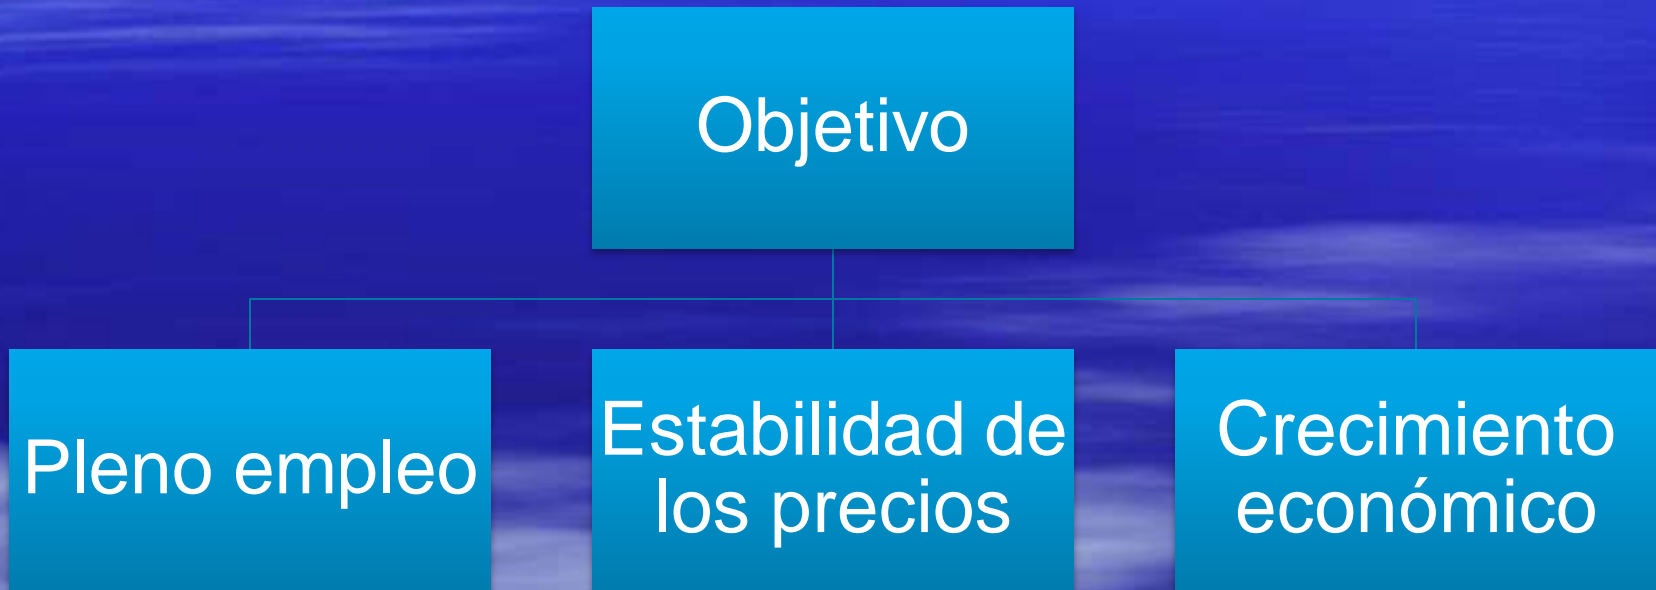 Objetivo
Pleno empleo
Estabilidad de
los precios
Crecimiento
económico